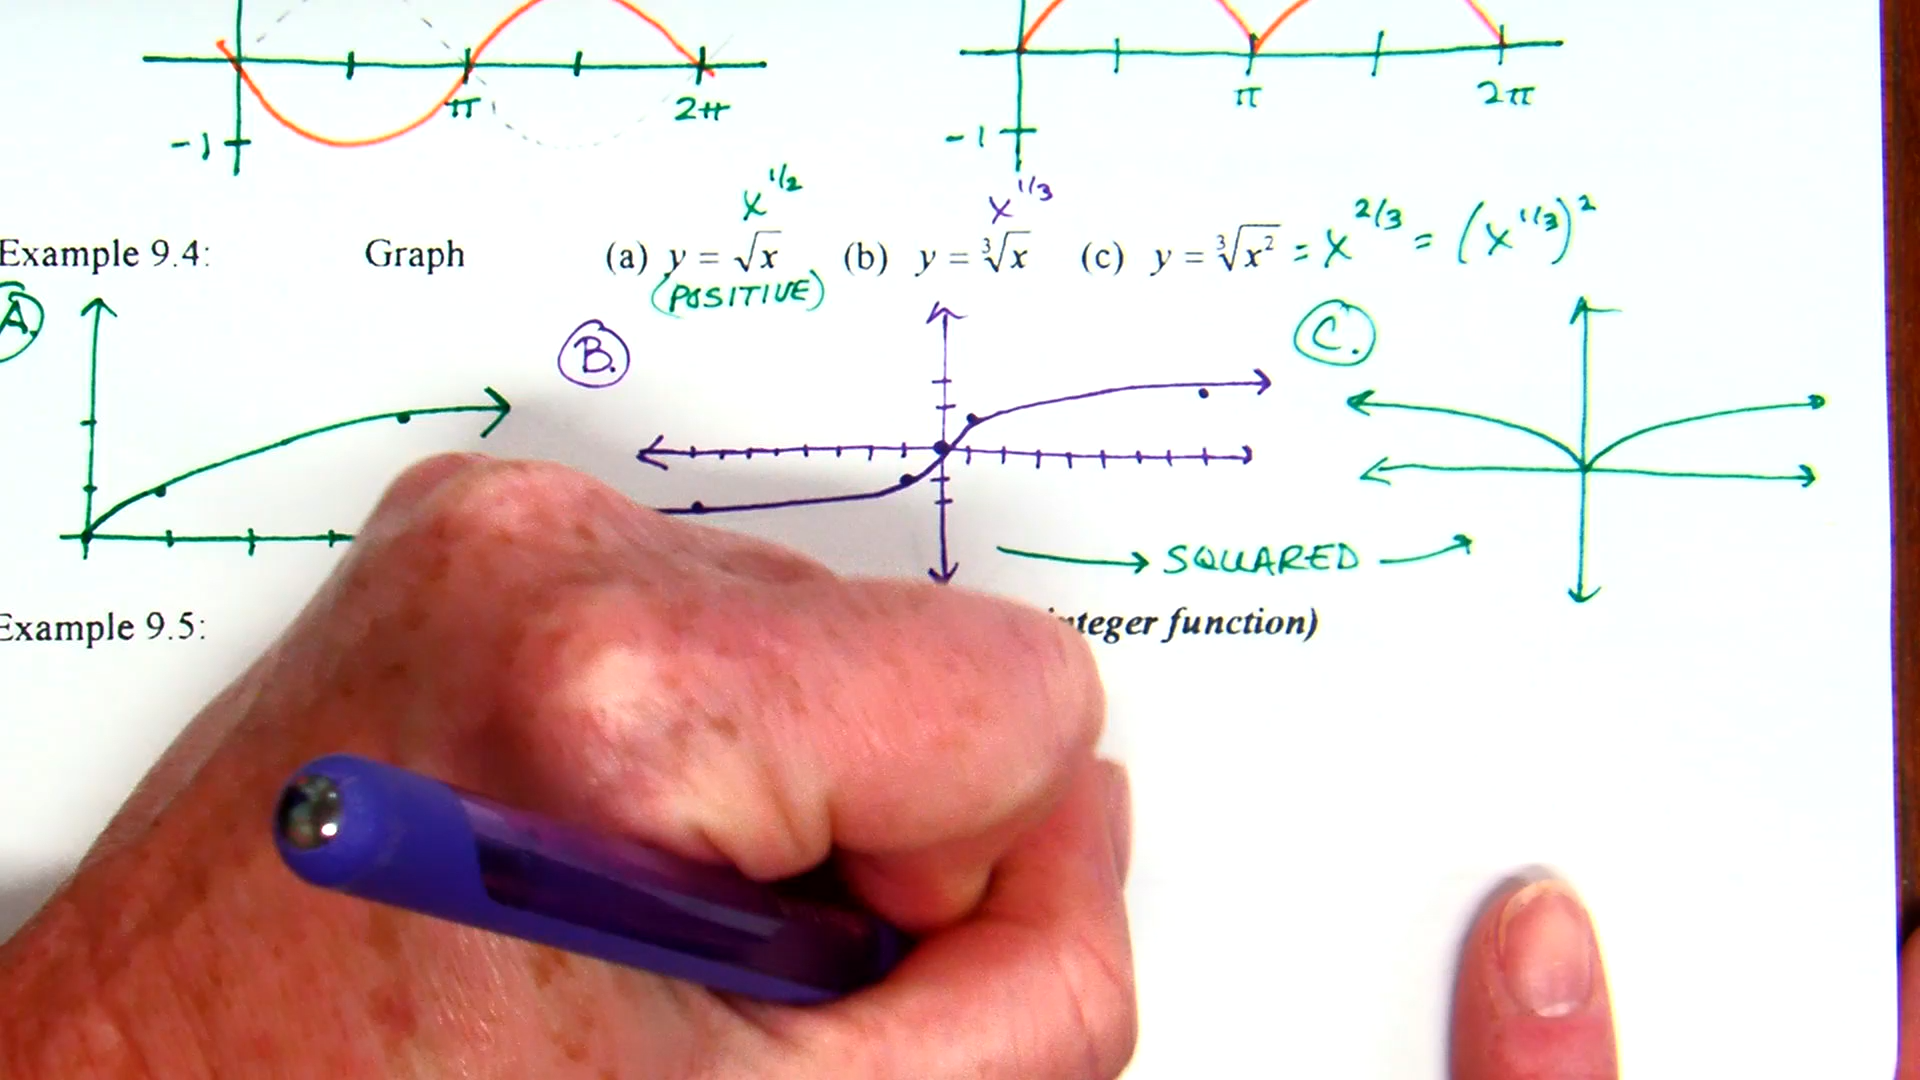 π 2π π 2π
-1 -1
x^1/2 x^1/3
Example 9.4: Graph (a) y = √x (b) y = ∛x (c) y = ∛x² = x^2/3 = (x^1/3)^2
(POSITIVE)
A. B. C.
→ SQUARED →
Example 9.5: nteger function)